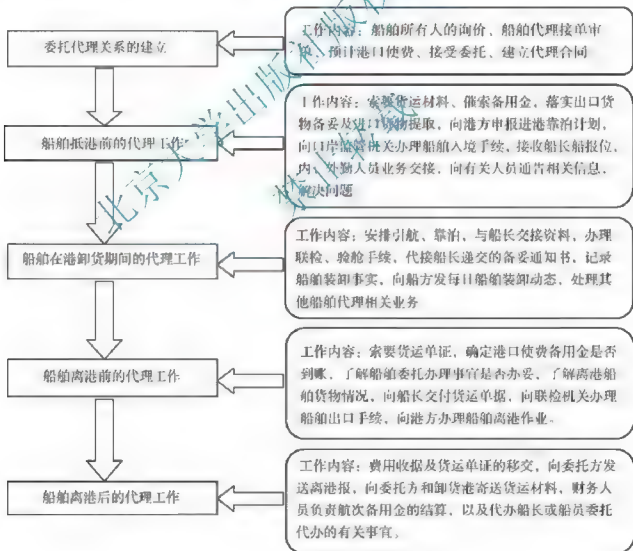 委托代理关系的建立
工作内容：船舶所有人的询价、船舶代理接单审
预计港口使费、接受委托、建立代理合同
船舶抵港前的代理工作
工作内容：索要货运材料、催索备用金，落实出口货
物备妥及进口货物提取，向港方申报进港靠泊计划，
向口岸监管机关办理船舶入境手续，接收船长船报位，
内、外勤人员业务交接，向有关人员通告相关信息，
解决问题
船舶在港卸货期间的代理工作
工作内容：安排引航、靠泊，与船长交接资料，办理
联检、验舱手续，代接船长递交的备妥通知书，记录
船舶装卸事实，向船方发每日船舶装卸动态，处理其
他船舶代理相关业务
船舶离港前的代理工作
工作内容：索要货运单证，确定港口使费备用金是否
到账，了解船舶委托办理事宜是否办妥，了解离港船
舶货物情况，向船长交付货运单据，向联检机关办理
船舶出口手续，向港方办理船舶离港作业。
船舶离港后的代理工作
工作内容：费用收据及货运单证的移交，向委托方发
送离港报，向委托方和卸货港寄送货运材料，财务人
员负责航次备用金的结算，以及代办船长或船员委托
代办的有关事宜。
北京大学出版社版权
禁止转载